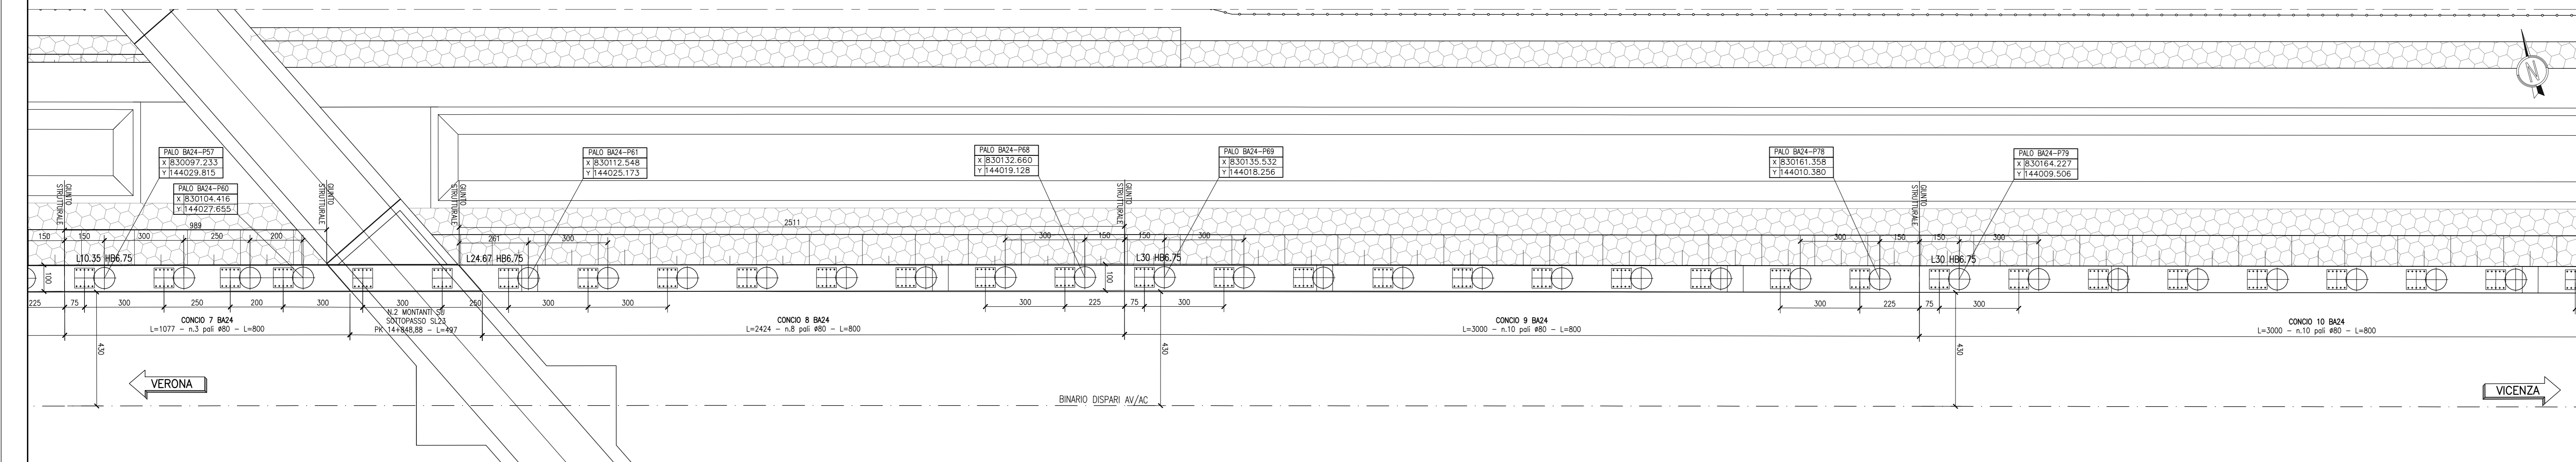 PALO BA24-P57
X 830097.233
Y 144029.815
PALO BA24-P60
X 830104.416
Y 144027.655
PALO BA24-P61
X 830112.548
Y 144025.173
PALO BA24-P68
X 830132.660
Y 144019.128
PALO BA24-P69
X 830135.532
Y 144018.256
PALO BA24-P78
X 830161.358
Y 144010.380
PALO BA24-P79
X 830164.227
Y 144009.506
N
GIUNTO
STRUTTURALE
GIUNTO
STRUTTURALE
GIUNTO
STRUTTURALE
GIUNTO
STRUTTURALE
GIUNTO
STRUTTURALE
989
2511
150 150 300 250 200
261 300
300 150 150 300
300 150 150 300
L10.35 HB6.75
L24.67 HB6.75
L30 HB6.75
L30 HB6.75
100
100
225 75 300 250 200 300 300 250 300 300
300 225 75 300
300 225 75 300
CONCIO 7 BA24
L=1077 - n.3 pali ø80 - L=800
N.2 MONTANTI SU
SOTTOPASSO SL23
PK 14+848,88 - L=497
CONCIO 8 BA24
L=2424 - n.8 pali ø80 - L=800
CONCIO 9 BA24
L=3000 - n.10 pali ø80 - L=800
CONCIO 10 BA24
L=3000 - n.10 pali ø80 - L=800
430
430
430
VERONA
BINARIO DISPARI AV/AC
VICENZA